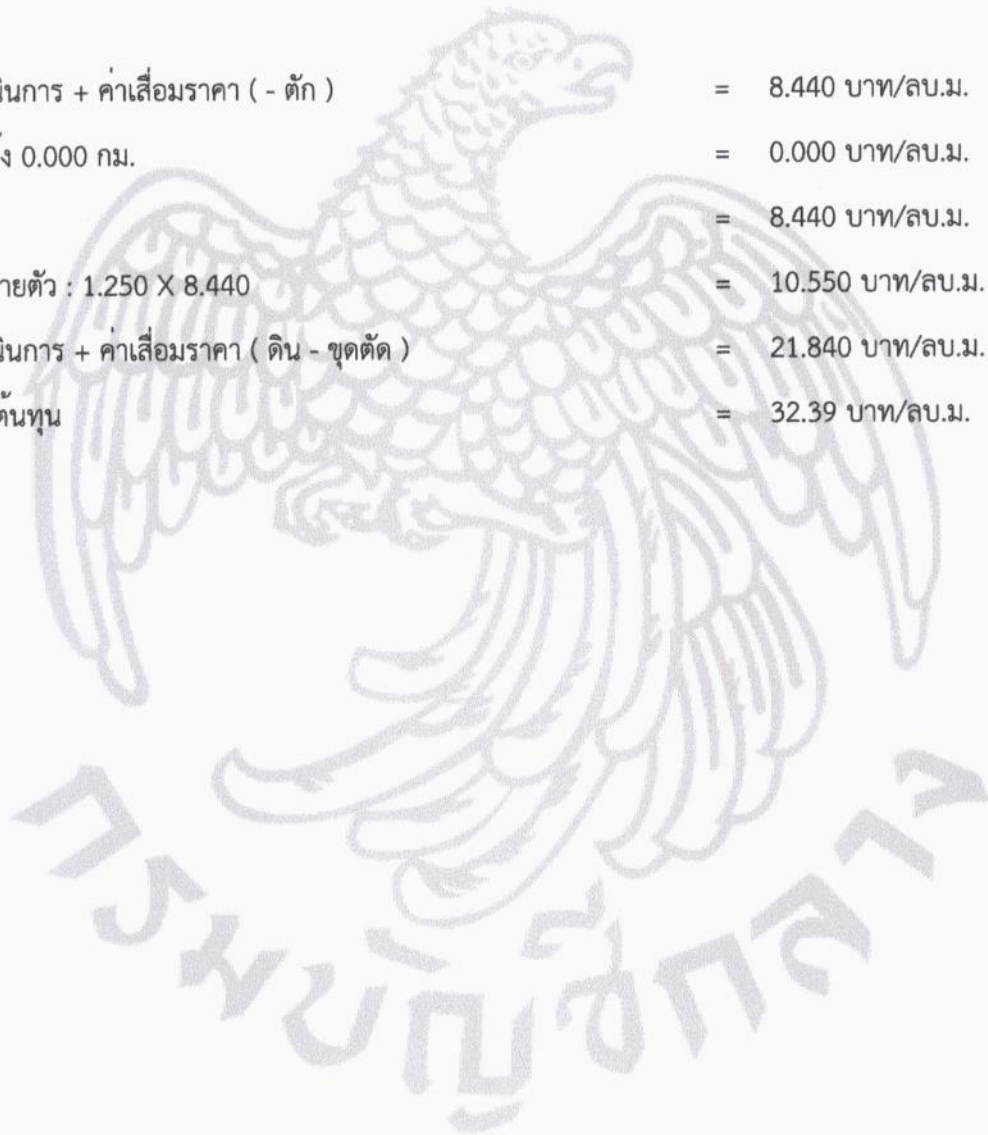 นินการ + ค่าเสื่อมราคา ( - ตัก ) = 8.440 บาท/ลบ.ม.
ั้ง 0.000 กม. = 0.000 บาท/ลบ.ม.
= 8.440 บาท/ลบ.ม.
ายตัว : 1.250 X 8.440 = 10.550 บาท/ลบ.ม.
นินการ + ค่าเสื่อมราคา ( ดิน - ขุดตัด ) = 21.840 บาท/ลบ.ม.
ต้นทุน = 32.39 บาท/ลบ.ม.
กรมบัญชีกลาง